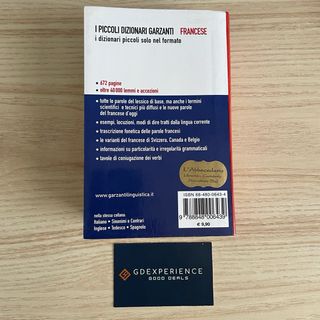 I PICCOLI DIZIONARI GARZANTI FRANCESE
i dizionari piccoli solo nel formato
• 672 pagine
• oltre 40 000 lemmi e accezioni
• tutte le parole del lessico di base, ma anche i termini
scientifici e tecnici più diffusi e le nuove parole
del francese d'oggi
• esempi, locuzioni, modi di dire tratti dalla lingua corrente
• trascrizione fonetica delle parole francesi
• le varianti del francese di Svizzera, Canada e Belgio
• informazioni su particolarità e irregolarità grammaticali
• tavole di coniugazione dei verbi
L'Abbecedario
www.garzantilinguistica.it
ISBN 88-480-0643-4
9 788848 006439
€ 9,90
nella stessa collana
Italiano • Sinonimi e Contrari
Inglese • Tedesco • Spagnolo
GDEXPERIENCE
GOOD DEALS